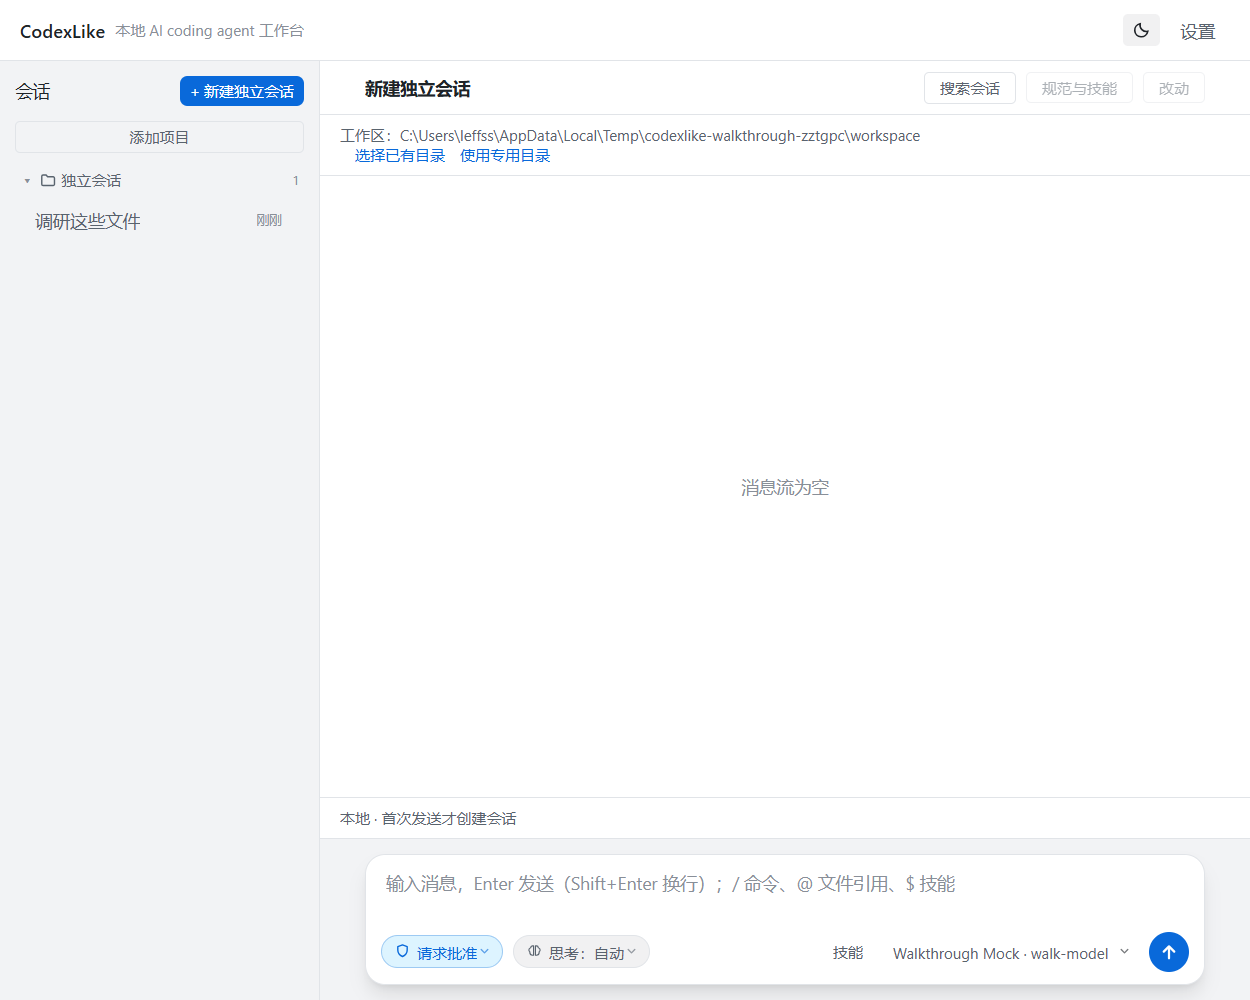 CodexLike 本地 AI coding agent 工作台
设置
会话
+ 新建独立会话
添加项目
独立会话 1
调研这些文件 刚刚
新建独立会话
搜索会话 规范与技能 改动
工作区：C:\Users\leffss\AppData\Local\Temp\codexlike-walkthrough-zztgpc\workspace
选择已有目录 使用专用目录
消息流为空
本地 · 首次发送才创建会话
输入消息，Enter 发送（Shift+Enter 换行）；/ 命令、@ 文件引用、$ 技能
请求批准 思考：自动 技能 Walkthrough Mock · walk-model